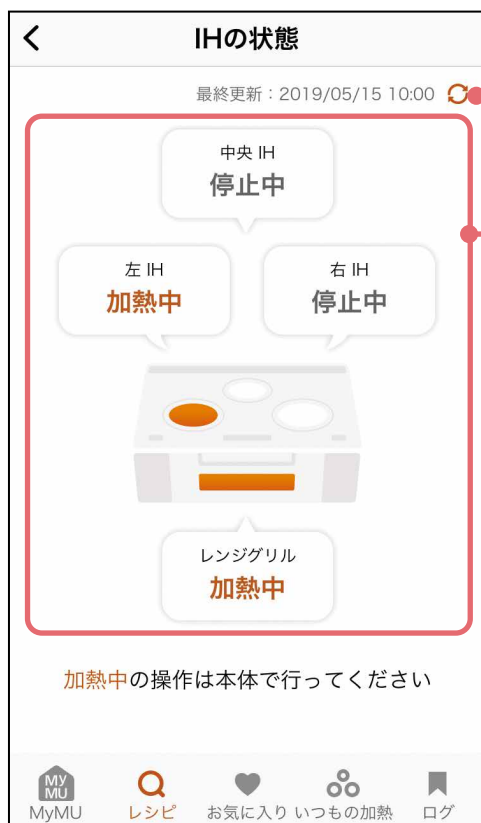 IHの状態
最終更新：2019/05/15 10:00
中央 IH
停止中
左 IH
加熱中
右 IH
停止中
レンジグリル
加熱中
加熱中の操作は本体で行ってください
MY
MU
MyMU
レシピ
お気に入り
いつもの加熱
ログ